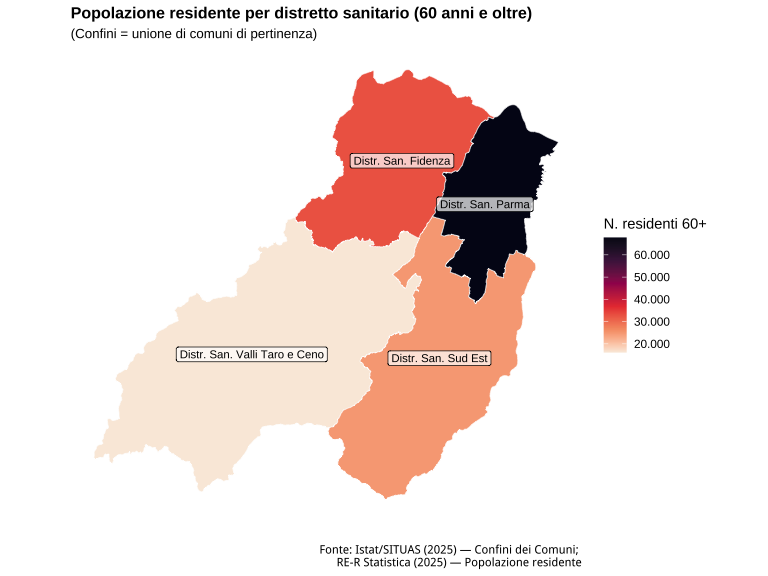 Popolazione residente per distretto sanitario (60 anni e oltre)
(Confini = unione di comuni di pertinenza)
Distr. San. Fidenza
Distr. San. Parma
N. residenti 60+
60.000
50.000
40.000
30.000
20.000
Distr. San. Valli Taro e Ceno
Distr. San. Sud Est
Fonte: Istat/SITUAS (2025) — Confini dei Comuni;
RE-R Statistica (2025) — Popolazione residente